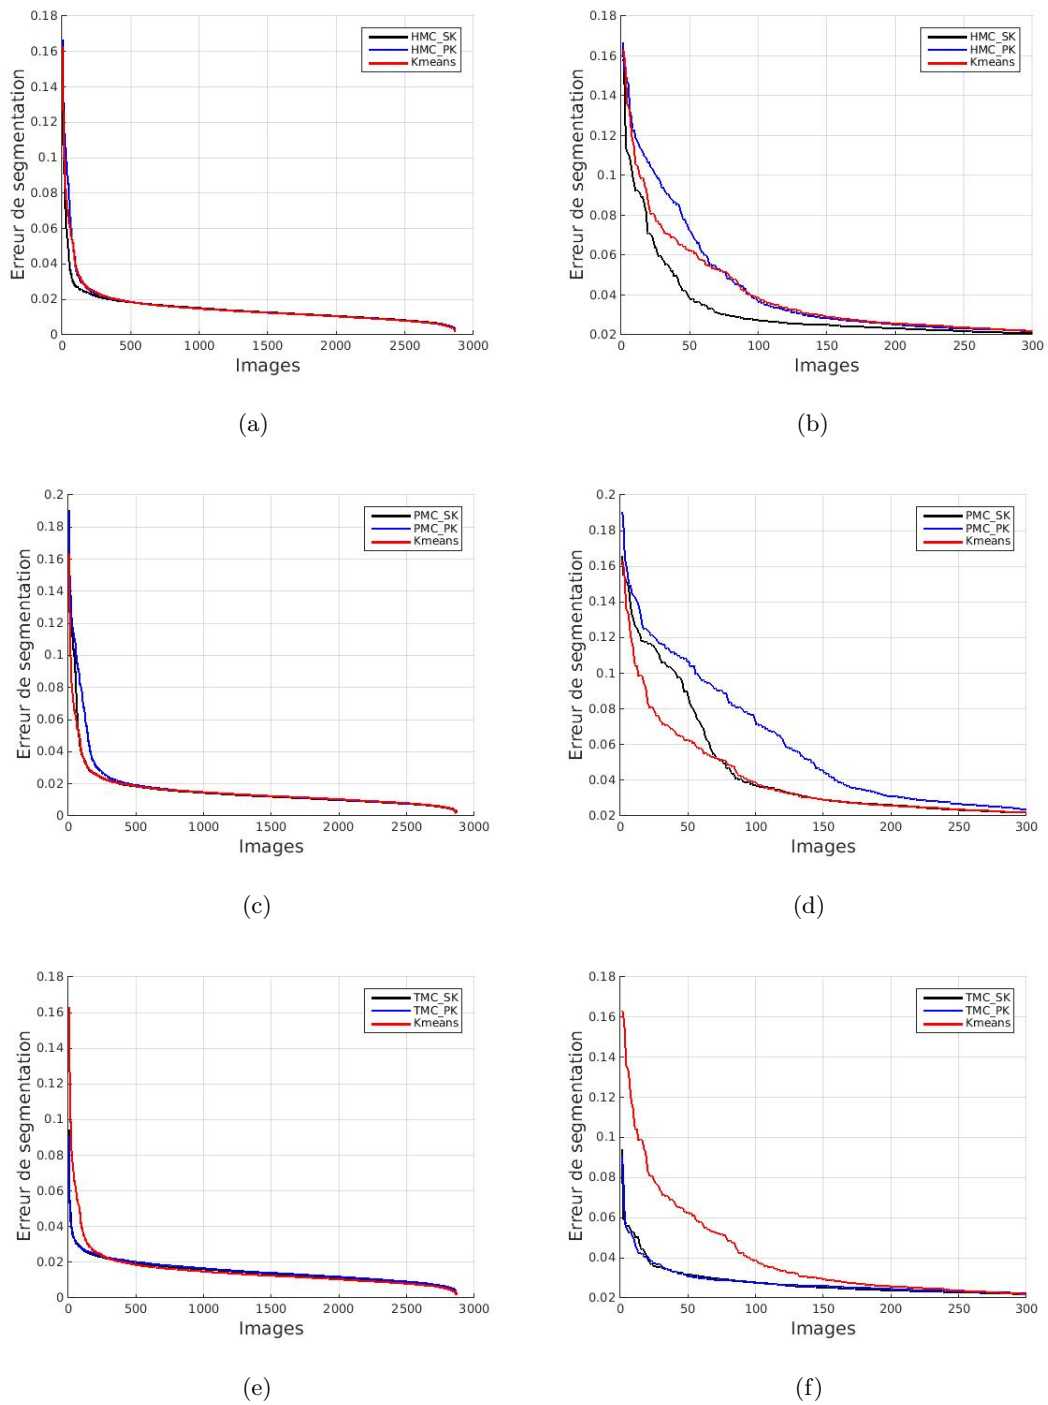 0.18
0.16
0.14
0.12
0.1
0.08
0.06
0.04
0.02
0
Erreur de segmentation
0 500 1000 1500 2000 2500 3000
Images
HMC_SK
HMC_PK
Kmeans
(a)
0.18
0.16
0.14
0.12
0.1
0.08
0.06
0.04
0.02
Erreur de segmentation
0 50 100 150 200 250 300
Images
HMC_SK
HMC_PK
Kmeans
(b)
0.2
0.18
0.16
0.14
0.12
0.1
0.08
0.06
0.04
0.02
0
Erreur de segmentation
0 500 1000 1500 2000 2500 3000
Images
PMC_SK
PMC_PK
Kmeans
(c)
0.2
0.18
0.16
0.14
0.12
0.1
0.08
0.06
0.04
0.02
Erreur de segmentation
0 50 100 150 200 250 300
Images
PMC_SK
PMC_PK
Kmeans
(d)
0.18
0.16
0.14
0.12
0.1
0.08
0.06
0.04
0.02
0
Erreur de segmentation
0 500 1000 1500 2000 2500 3000
Images
TMC_SK
TMC_PK
Kmeans
(e)
0.18
0.16
0.14
0.12
0.1
0.08
0.06
0.04
0.02
Erreur de segmentation
0 50 100 150 200 250 300
Images
TMC_SK
TMC_PK
Kmeans
(f)